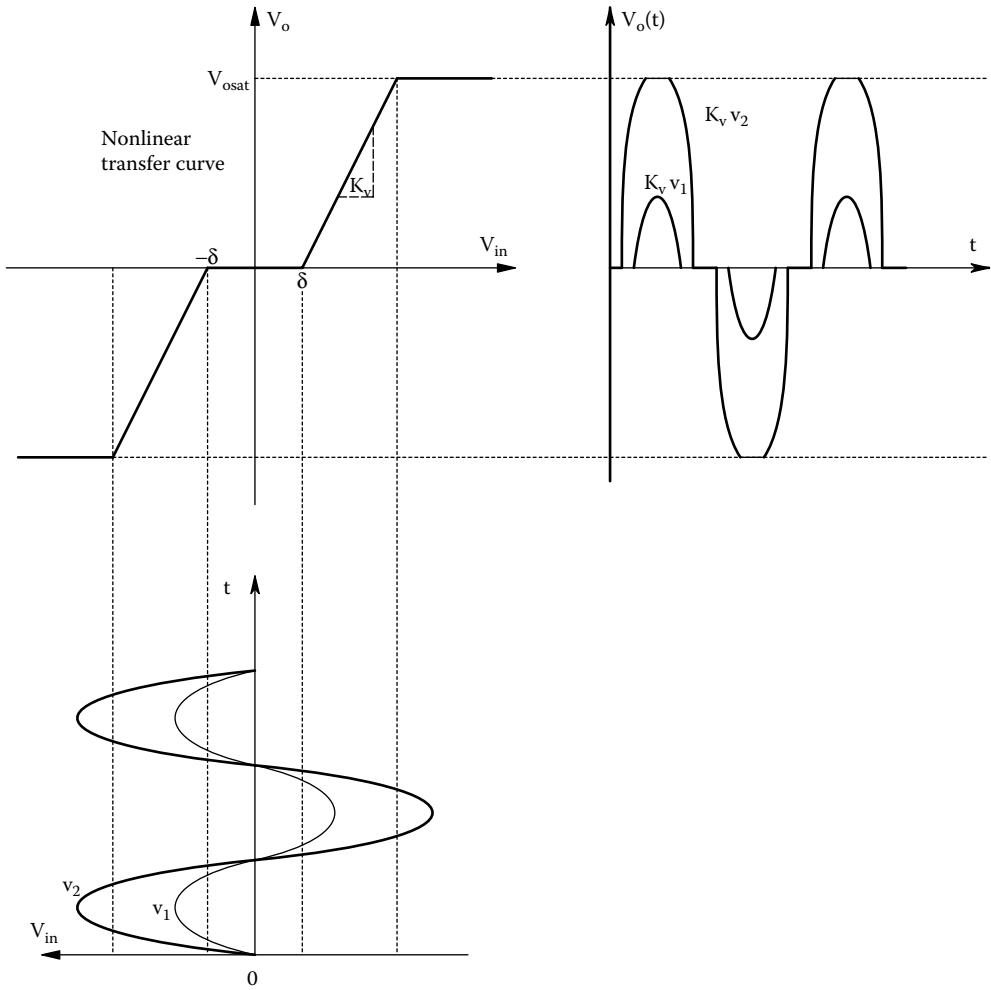 V_o
V_o(t)
V_osat
Nonlinear
transfer curve
K_v v_2
K_v
K_v v_1
−δ
V_in
t
δ
t
v_2
v_1
V_in
0